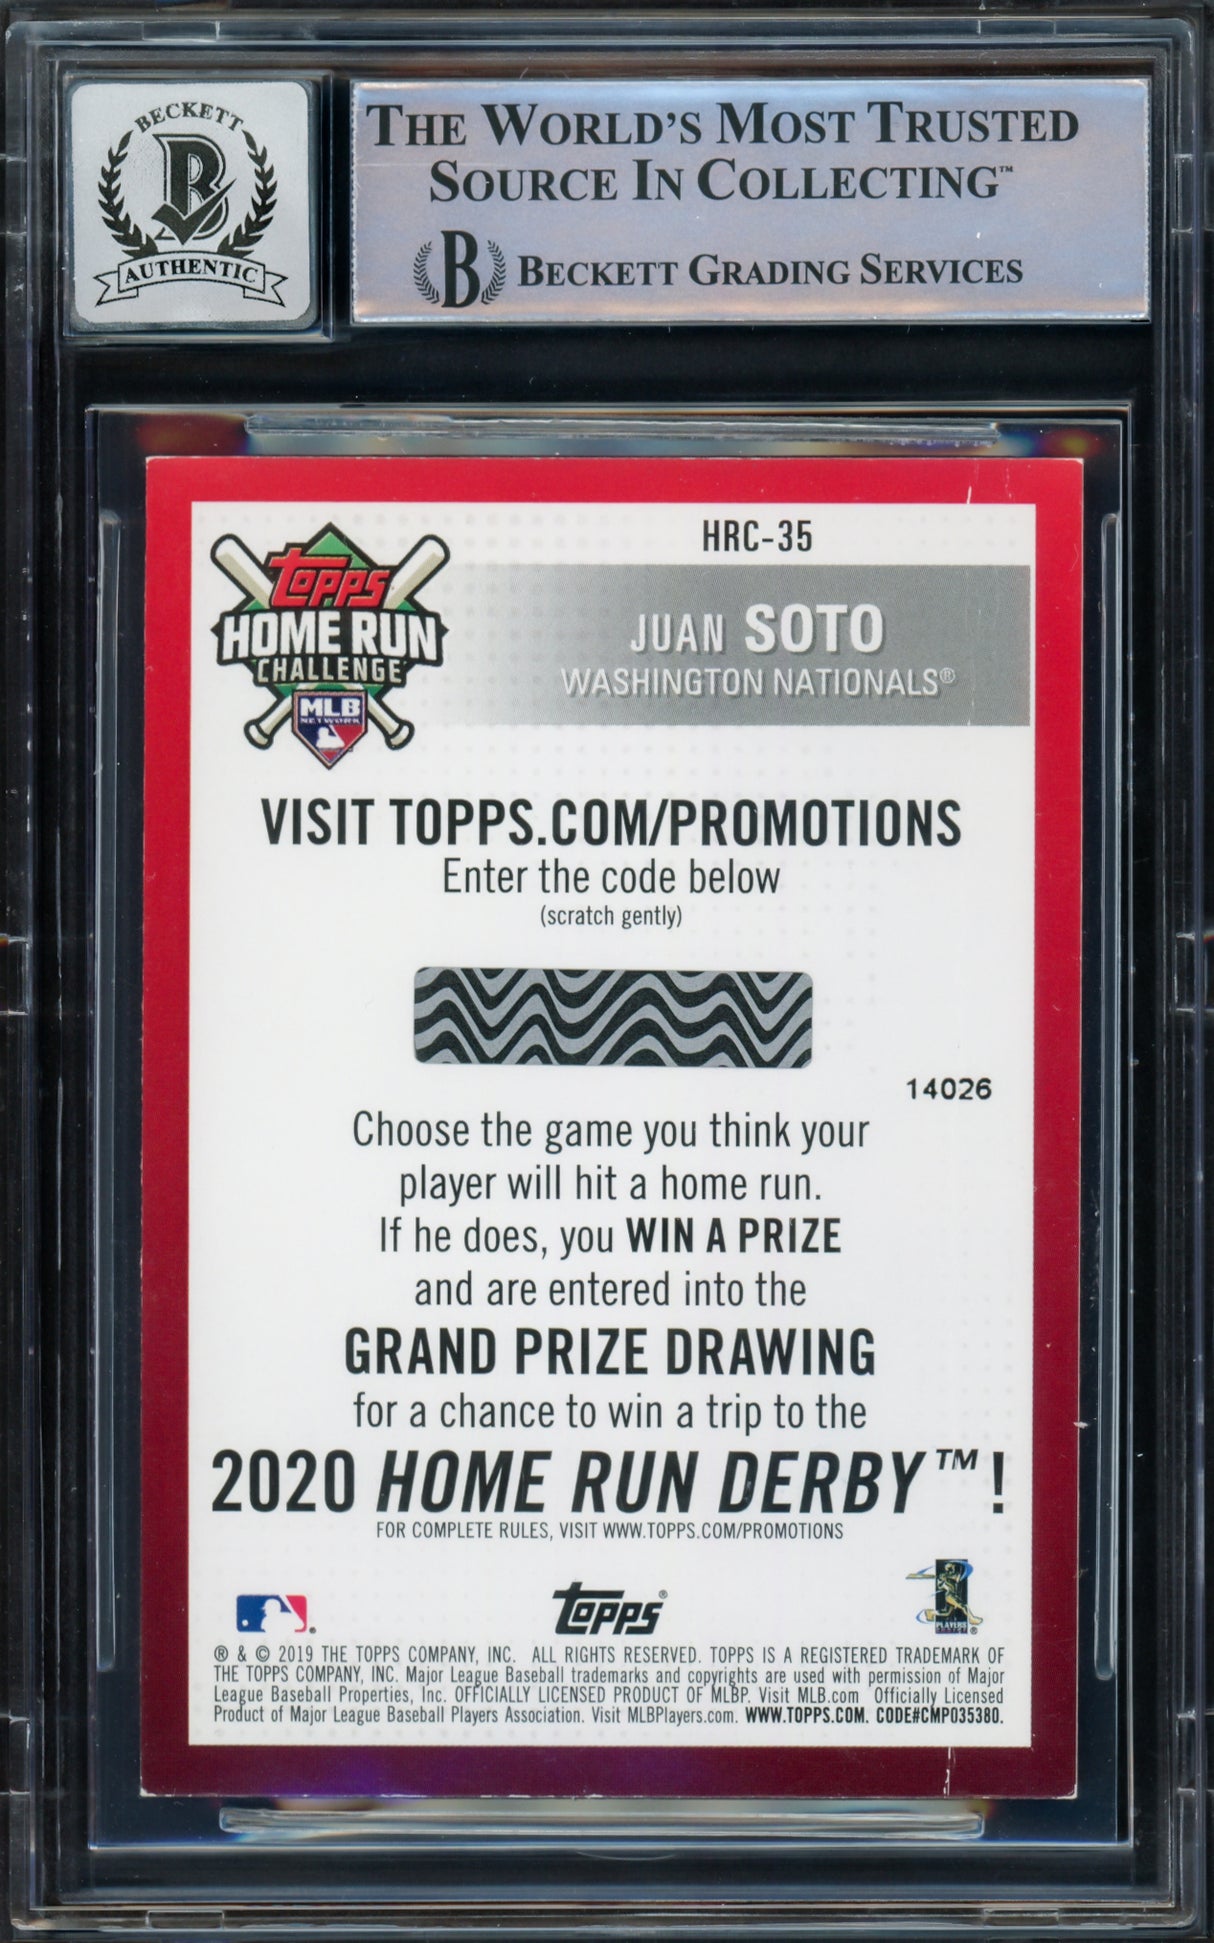 BECKETT
AUTHENTIC
THE WORLD'S MOST TRUSTED
SOURCE IN COLLECTING™
B BECKETT GRADING SERVICES
HRC-35
topps
HOME RUN
CHALLENGE
MLB
NETWORK
JUAN SOTO
WASHINGTON NATIONALS®
VISIT TOPPS.COM/PROMOTIONS
Enter the code below
(scratch gently)
14026
Choose the game you think your
player will hit a home run.
If he does, you WIN A PRIZE
and are entered into the
GRAND PRIZE DRAWING
for a chance to win a trip to the
2020 HOME RUN DERBY™!
FOR COMPLETE RULES, VISIT WWW.TOPPS.COM/PROMOTIONS
topps®
PLAYERS
® & © 2019 THE TOPPS COMPANY, INC. ALL RIGHTS RESERVED. TOPPS IS A REGISTERED TRADEMARK OF
THE TOPPS COMPANY, INC. Major League Baseball trademarks and copyrights are used with permission of Major
League Baseball Properties, Inc. OFFICIALLY LICENSED PRODUCT OF MLBP. Visit MLB.com Officially Licensed
Product of Major League Baseball Players Association. Visit MLBPlayers.com. WWW.TOPPS.COM. CODE#CMP035380.